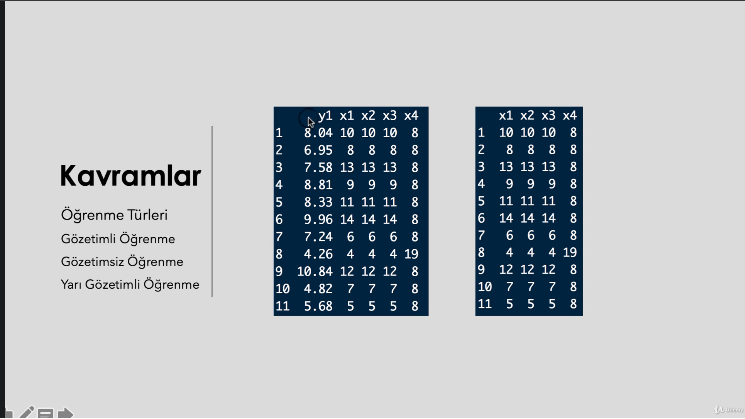 Kavramlar
Öğrenme Türleri
Gözetimli Öğrenme
Gözetimsiz Öğrenme
Yarı Gözetimli Öğrenme
y1 x1 x2 x3 x4
1 8.04 10 10 10 8
2 6.95 8 8 8 8
3 7.58 13 13 13 8
4 8.81 9 9 9 8
5 8.33 11 11 11 8
6 9.96 14 14 14 8
7 7.24 6 6 6 8
8 4.26 4 4 4 19
9 10.84 12 12 12 8
10 4.82 7 7 7 8
11 5.68 5 5 5 8
x1 x2 x3 x4
1 10 10 10 8
2 8 8 8 8
3 13 13 13 8
4 9 9 9 8
5 11 11 11 8
6 14 14 14 8
7 6 6 6 8
8 4 4 4 19
9 12 12 12 8
10 7 7 7 8
11 5 5 5 8